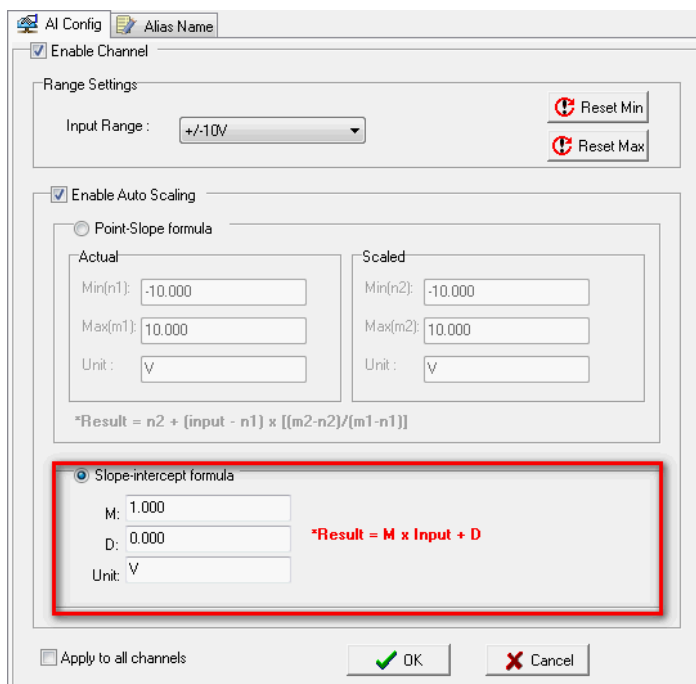 AI Config Alias Name
Enable Channel
Range Settings
Input Range : +/-10V
Reset Min
Reset Max
Enable Auto Scaling
Point-Slope formula
Actual
Min(n1): -10.000
Max(m1): 10.000
Unit : V
Scaled
Min(n2): -10.000
Max(m2): 10.000
Unit : V
*Result = n2 + (input - n1) x [(m2-n2)/(m1-n1)]
Slope-intercept formula
M: 1.000
D: 0.000
Unit: V
*Result = M x Input + D
Apply to all channels
OK
Cancel